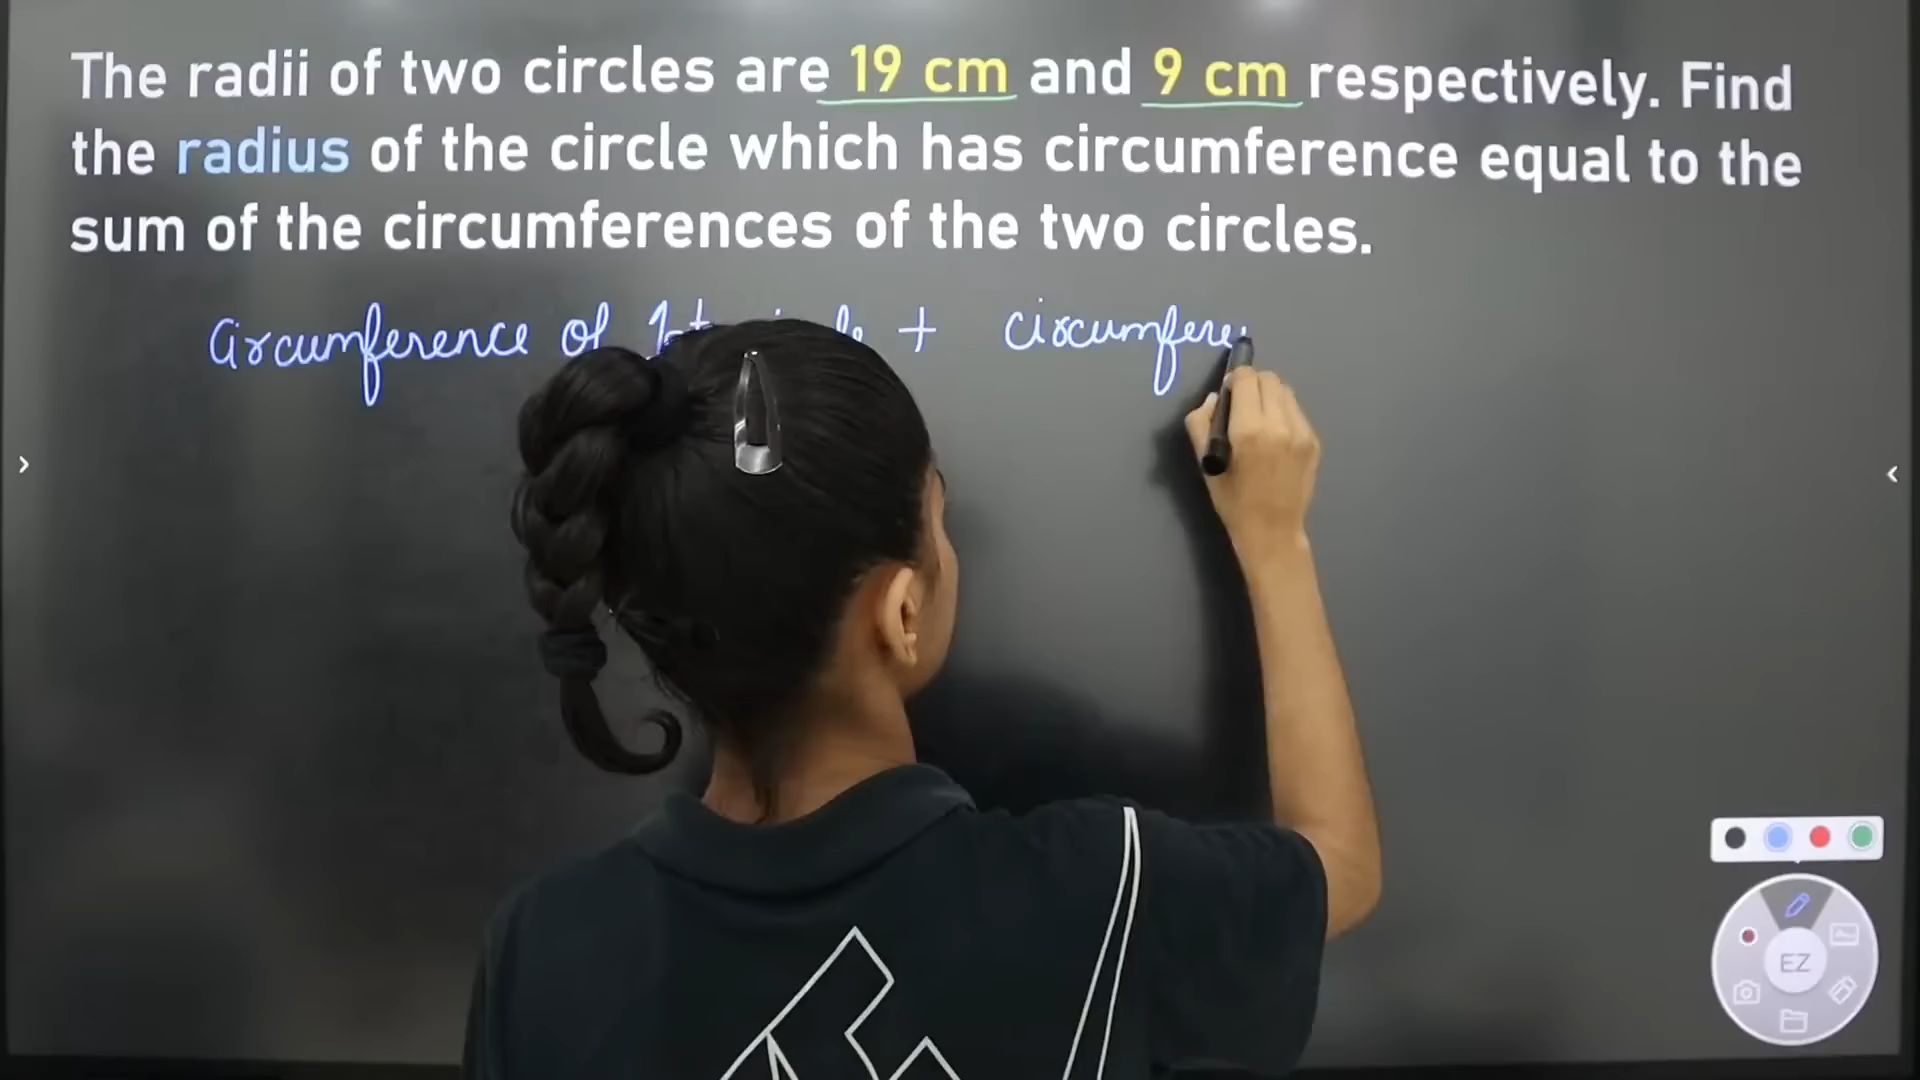 The radii of two circles are 19 cm and 9 cm respectively. Find
the radius of the circle which has circumference equal to the
sum of the circumferences of the two circles.
Circumference of 1st + circumfere
EZ